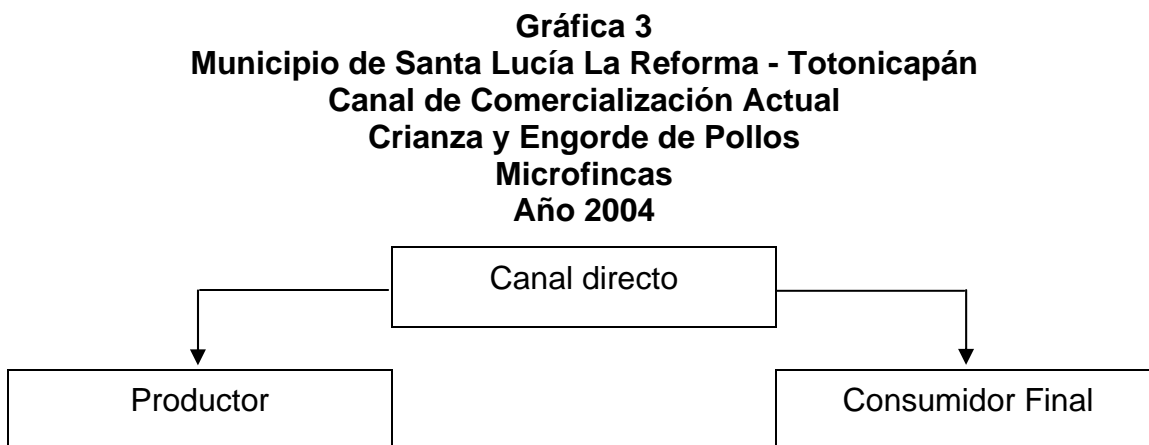 Gráfica 3
Municipio de Santa Lucía La Reforma - Totonicapán
Canal de Comercialización Actual
Crianza y Engorde de Pollos
Microfincas
Año 2004
Canal directo
Productor
Consumidor Final